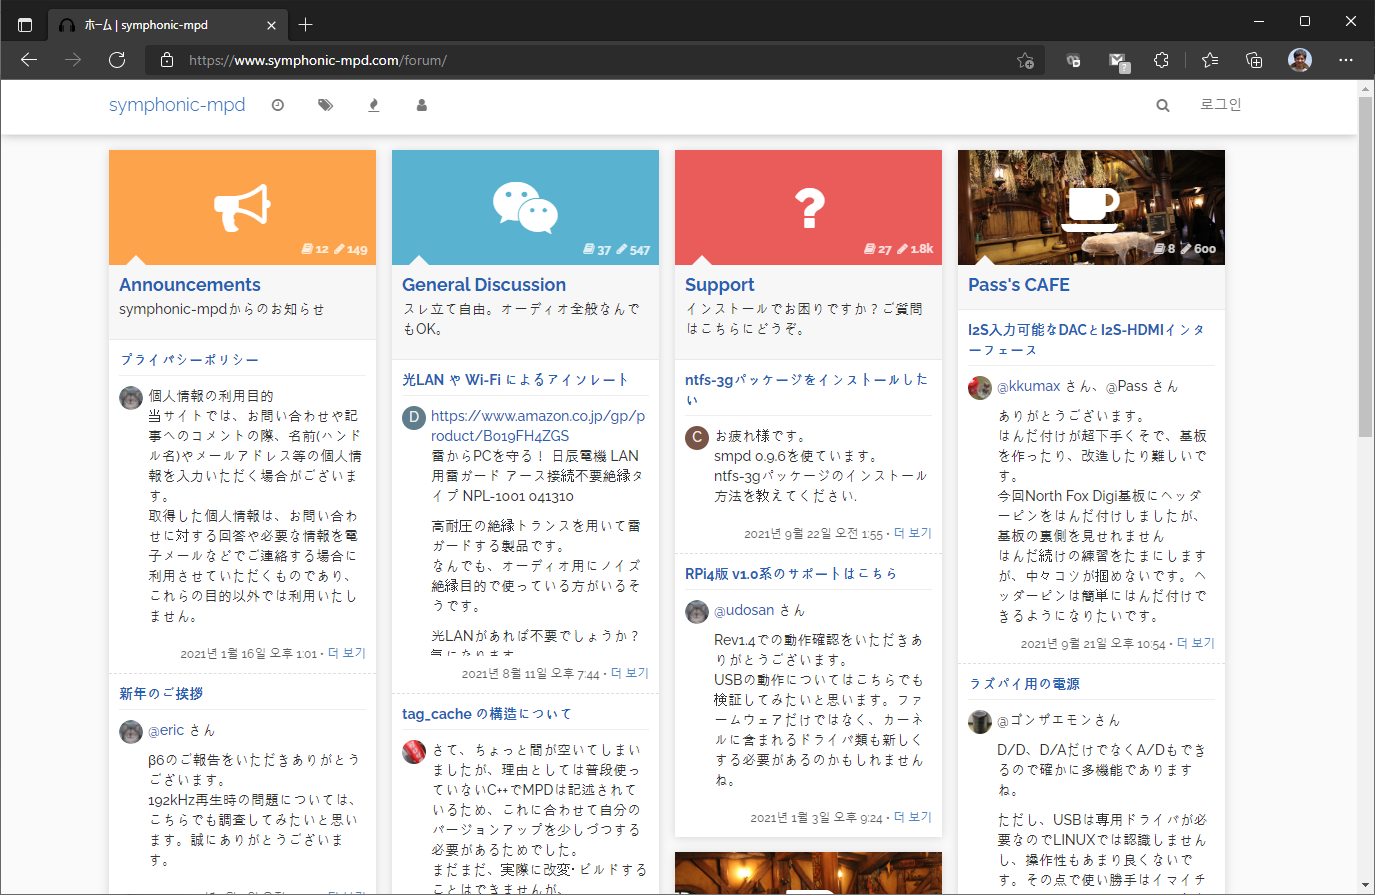 ホーム | symphonic-mpd
https://www.symphonic-mpd.com/forum/
symphonic-mpd
로그인
12 149
Announcements
symphonic-mpdからのお知らせ
プライバシーポリシー
個人情報の利用目的
当サイトでは、お問い合わせや記
事へのコメントの際、名前(ハンド
ル名)やメールアドレス等の個人情
報を入力いただく場合がございま
す。
取得した個人情報は、お問い合わ
せに対する回答や必要な情報を電
子メールなどでご連絡する場合に
利用させていただくものであり、
これらの目的以外では利用いたし
ません。
2021년 1월 16일 오후 1:01 • 더 보기
新年のご挨拶
@eric さん
β6のご報告をいただきありがとう
ございます。
192kHz再生時の問題については、
こちらでも調査してみたいと思い
ます。誠にありがとうございま
す。
37 547
General Discussion
スレ立て自由。オーディオ全般なんで
もOK。
光LAN や Wi-Fi によるアイソレート
D
https://www.amazon.co.jp/gp/p
roduct/B019FH4ZGS
雷からPCを守る！ 日辰電機 LAN
用雷ガード アース接続不要絶縁タ
イプ NPL-1001 041310
高耐圧の絶縁トランスを用いて雷
ガードする製品です。
なんでも、オーディオ用にノイズ
絶縁目的で使っている方がいるそ
うです。
光LANがあれば不要でしょうか？
気になります
2021년 8월 11일 오후 7:44 • 더 보기
tag_cache の構造について
さて、ちょっと間が空いてしまい
ましたが、理由としては普段使っ
ていないC++でMPDは記述されて
いるため、これに合わせて自分の
バージョンアップを少しづつする
必要があるためでした。
まだまだ、実際に改変・ビルドする
ことはできませんが、
27 1.8k
Support
インストールでお困りですか？ご質問
はこちらにどうぞ。
ntfs-3gパッケージをインストールした
い
C
お疲れ様です。
smpd 0.9.6を使ています。
ntfs-3gパッケージのインストール
方法を教えてください.
2021년 9월 22일 오전 1:55 • 더 보기
RPi4版 v1.0系のサポートはこちら
@udosan さん
Rev1.4での動作確認をいただきあ
りがとうございます。
USBの動作についてはこちらでも
検証してみたいと思います。ファ
ームウェアだけではなく、カーネ
ルに含まれるドライバ類も新しく
する必要があるのかもしれません
ね。
2021년 1월 3일 오후 9:24 • 더 보기
8 600
Pass's CAFE
I2S入力可能なDACとI2S-HDMIインタ
ーフェース
@kkumax さん、@Pass さん
ありがとうございます。
はんだ付けが超下手くそで、基板
を作ったり、改造したり難しいで
す。
今回North Fox Digi基板にヘッダ
ーピンをはんだ付けしましたが、
基板の裏側を見せれません
はんだ続けの練習をたまにします
が、中々コツが掴めないです。ヘ
ッダーピンは簡単にはんだ付けで
きるようになりたいです。
2021년 9월 21일 오후 10:54 • 더 보기
ラズパイ用の電源
@ゴンザエモンさん
D/D、D/AだけでなくA/Dもでき
るので確かに多機能であります
ね。
ただし、USBは専用ドライバが必
要なのでLINUXでは認識しません
し、操作性もあまり良くないで
す。その点で使い勝手はイマイチ